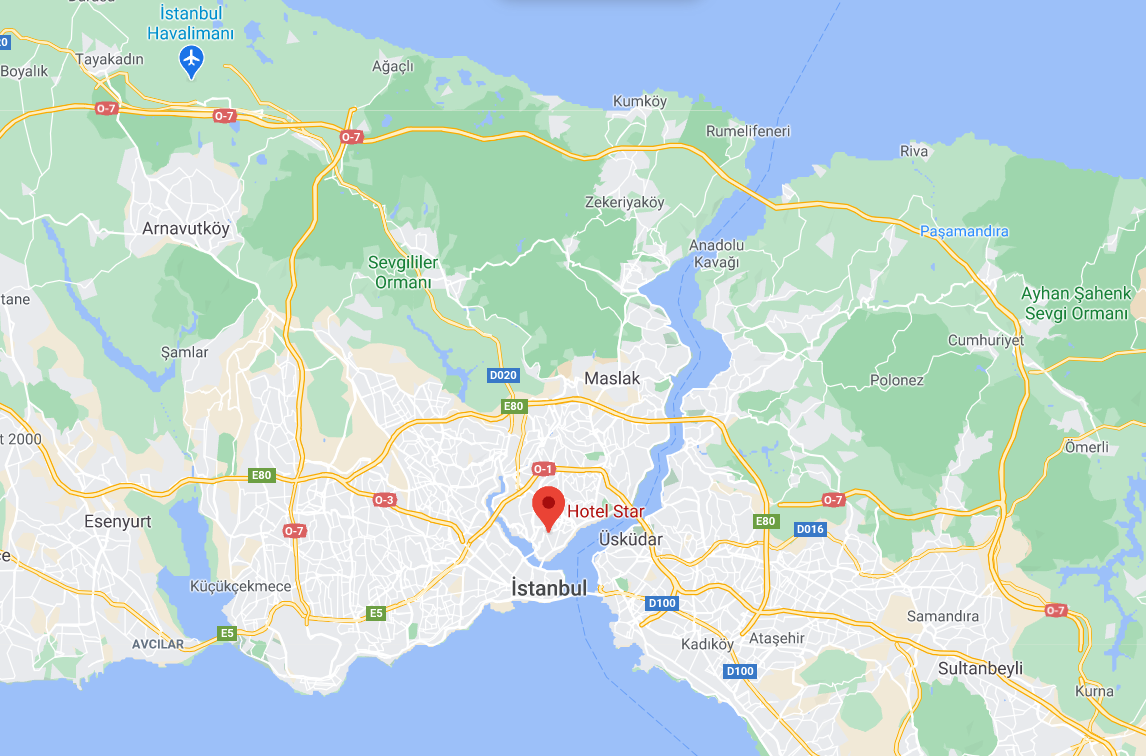 İstanbul
Havalimanı
Tayakadın
Boyalık
Ağaçlı
O-7
O-7
O-7
Kumköy
Rumelifeneri
Riva
Arnavutköy
Zekeriyaköy
Anadolu
Kavağı
Paşamandıra
Sevgililer
Ormanı
Ayhan Şahenk
Sevgi Ormanı
Şamlar
Cumhuriyet
D020
Maslak
Polonez
E80
t 2000
Ömerli
E80
O-1
O-3
O-7
Hotel Star
Esenyurt
O-7
E80
D016
Üsküdar
Küçükçekmece
İstanbul
D100
E5
O-7
Samandıra
E5
AVCILAR
Kadıköy
Ataşehir
D100
Sultanbeyli
Kurna